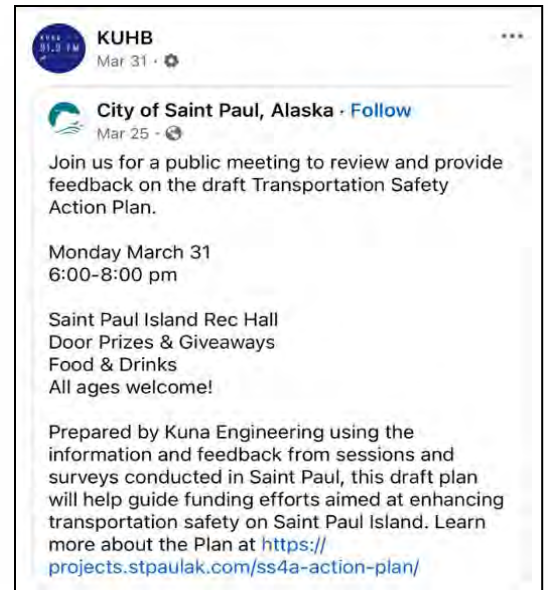 KUHB
91.9 FM
Mar 31 ·
City of Saint Paul, Alaska · Follow
Mar 25 ·
Join us for a public meeting to review and provide
feedback on the draft Transportation Safety
Action Plan.
Monday March 31
6:00-8:00 pm
Saint Paul Island Rec Hall
Door Prizes & Giveaways
Food & Drinks
All ages welcome!
Prepared by Kuna Engineering using the
information and feedback from sessions and
surveys conducted in Saint Paul, this draft plan
will help guide funding efforts aimed at enhancing
transportation safety on Saint Paul Island. Learn
more about the Plan at https://
projects.stpaulak.com/ss4a-action-plan/